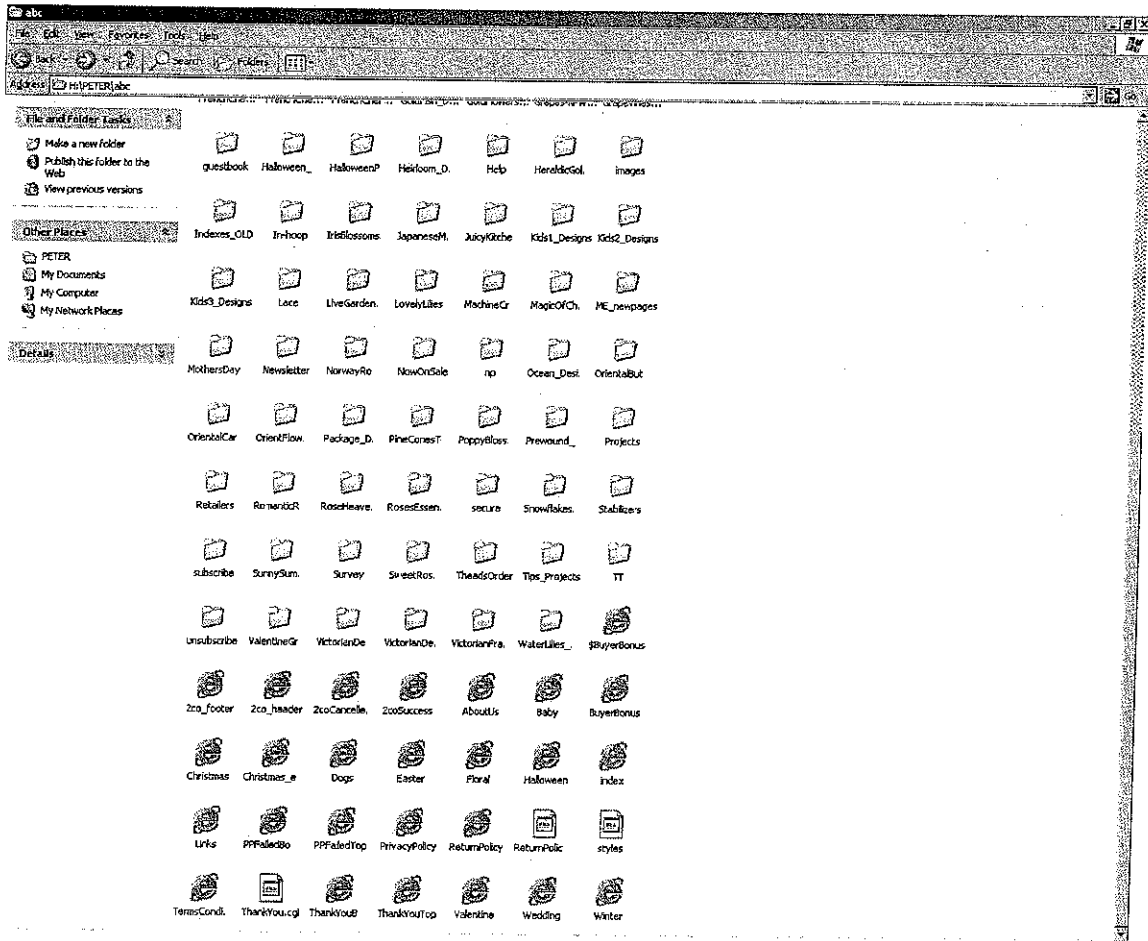 abc
File Edit View Favorites Tools Help
Back Search Folders
Address H:\PETER\abc Go
File and Folder Tasks
Make a new folder
Publish this folder to the
Web
View previous versions
Other Places
PETER
My Documents
My Computer
My Network Places
Details
guestbook Halloween_ HalloweenP Heirloom_D. Help HeraldicGol. images
Indexes_OLD In-hoop IrisBlossoms. JapaneseM. JuicyKitche Kids1_Designs Kids2_Designs
Kids3_Designs Lace LiveGarden. LovelyLilies MachineCr MagicOfCh. ME_newpages
MothersDay Newsletter NorwayRo NowOnSale np Ocean_Desi. OrientalBut
OrientalCar OrientFlow. Package_D. PineConesT PoppyBloss. Prewound_ Projects
Retailers RomanticR RoseHeave. RosesEssen. secure Snowflakes. Stabilizers
subscribe SunnySum. Survey SweetRos. TheadsOrder Tips_Projects TT
unsubscribe ValentineGr VictorianDe VictorianDe. VictorianFra. WaterLilies_. $BuyerBonus
2co_footer 2co_header 2coCancelle. 2coSuccess AboutUs Baby BuyerBonus
Christmas Christmas_e Dogs Easter Floral Halloween index
Links PPFailedBo PPFailedTop PrivacyPolicy ReturnPolicy ReturnPolic styles
TermsCondi. ThankYou.cgi ThankYouB ThankYouTop Valentine Wedding Winter